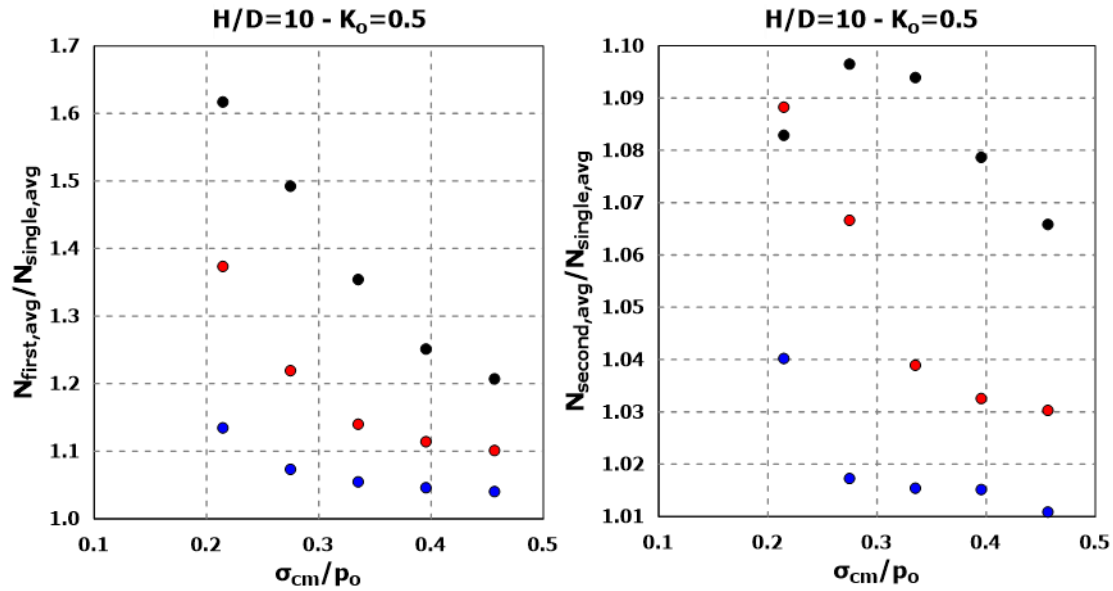 H/D=10 - Ko=0.5
1.7
1.6
1.5
1.4
1.3
1.2
1.1
1.0
0.1 0.2 0.3 0.4 0.5
Nfirst,avg/Nsingle,avg
σcm/po
H/D=10 - Ko=0.5
1.10
1.09
1.08
1.07
1.06
1.05
1.04
1.03
1.02
1.01
0.1 0.2 0.3 0.4 0.5
Nsecond,avg/Nsingle,avg
σcm/po